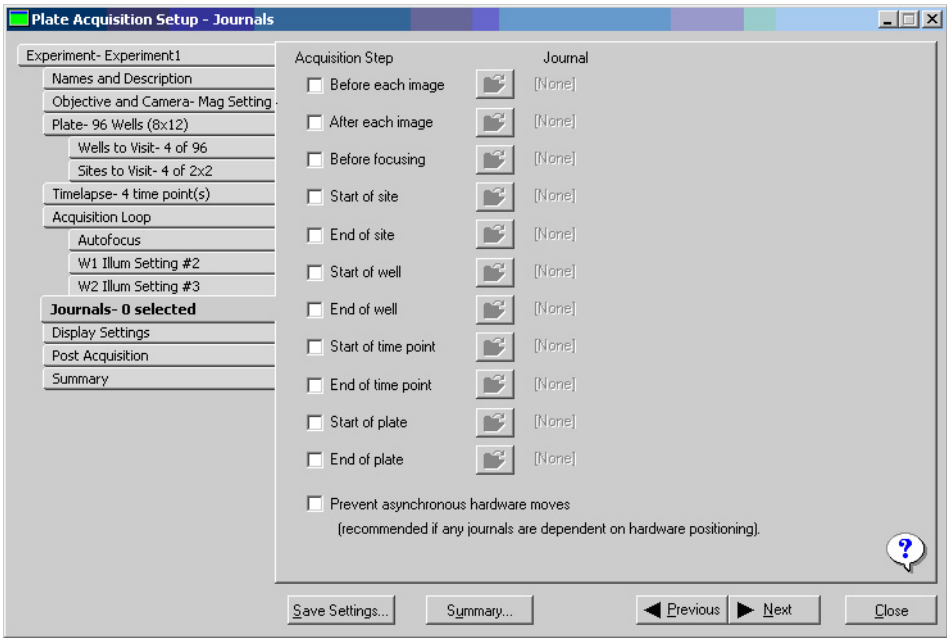 Plate Acquisition Setup - Journals
Experiment- Experiment1
Names and Description
Objective and Camera- Mag Setting
Plate- 96 Wells (8x12)
Wells to Visit- 4 of 96
Sites to Visit- 4 of 2x2
Timelapse- 4 time point(s)
Acquisition Loop
Autofocus
W1 Illum Setting #2
W2 Illum Setting #3
Journals- 0 selected
Display Settings
Post Acquisition
Summary
Acquisition Step Journal
Before each image [None]
After each image [None]
Before focusing [None]
Start of site [None]
End of site [None]
Start of well [None]
End of well [None]
Start of time point [None]
End of time point [None]
Start of plate [None]
End of plate [None]
Prevent asynchronous hardware moves
(recommended if any journals are dependent on hardware positioning).
?
Save Settings... Summary... Previous Next Close